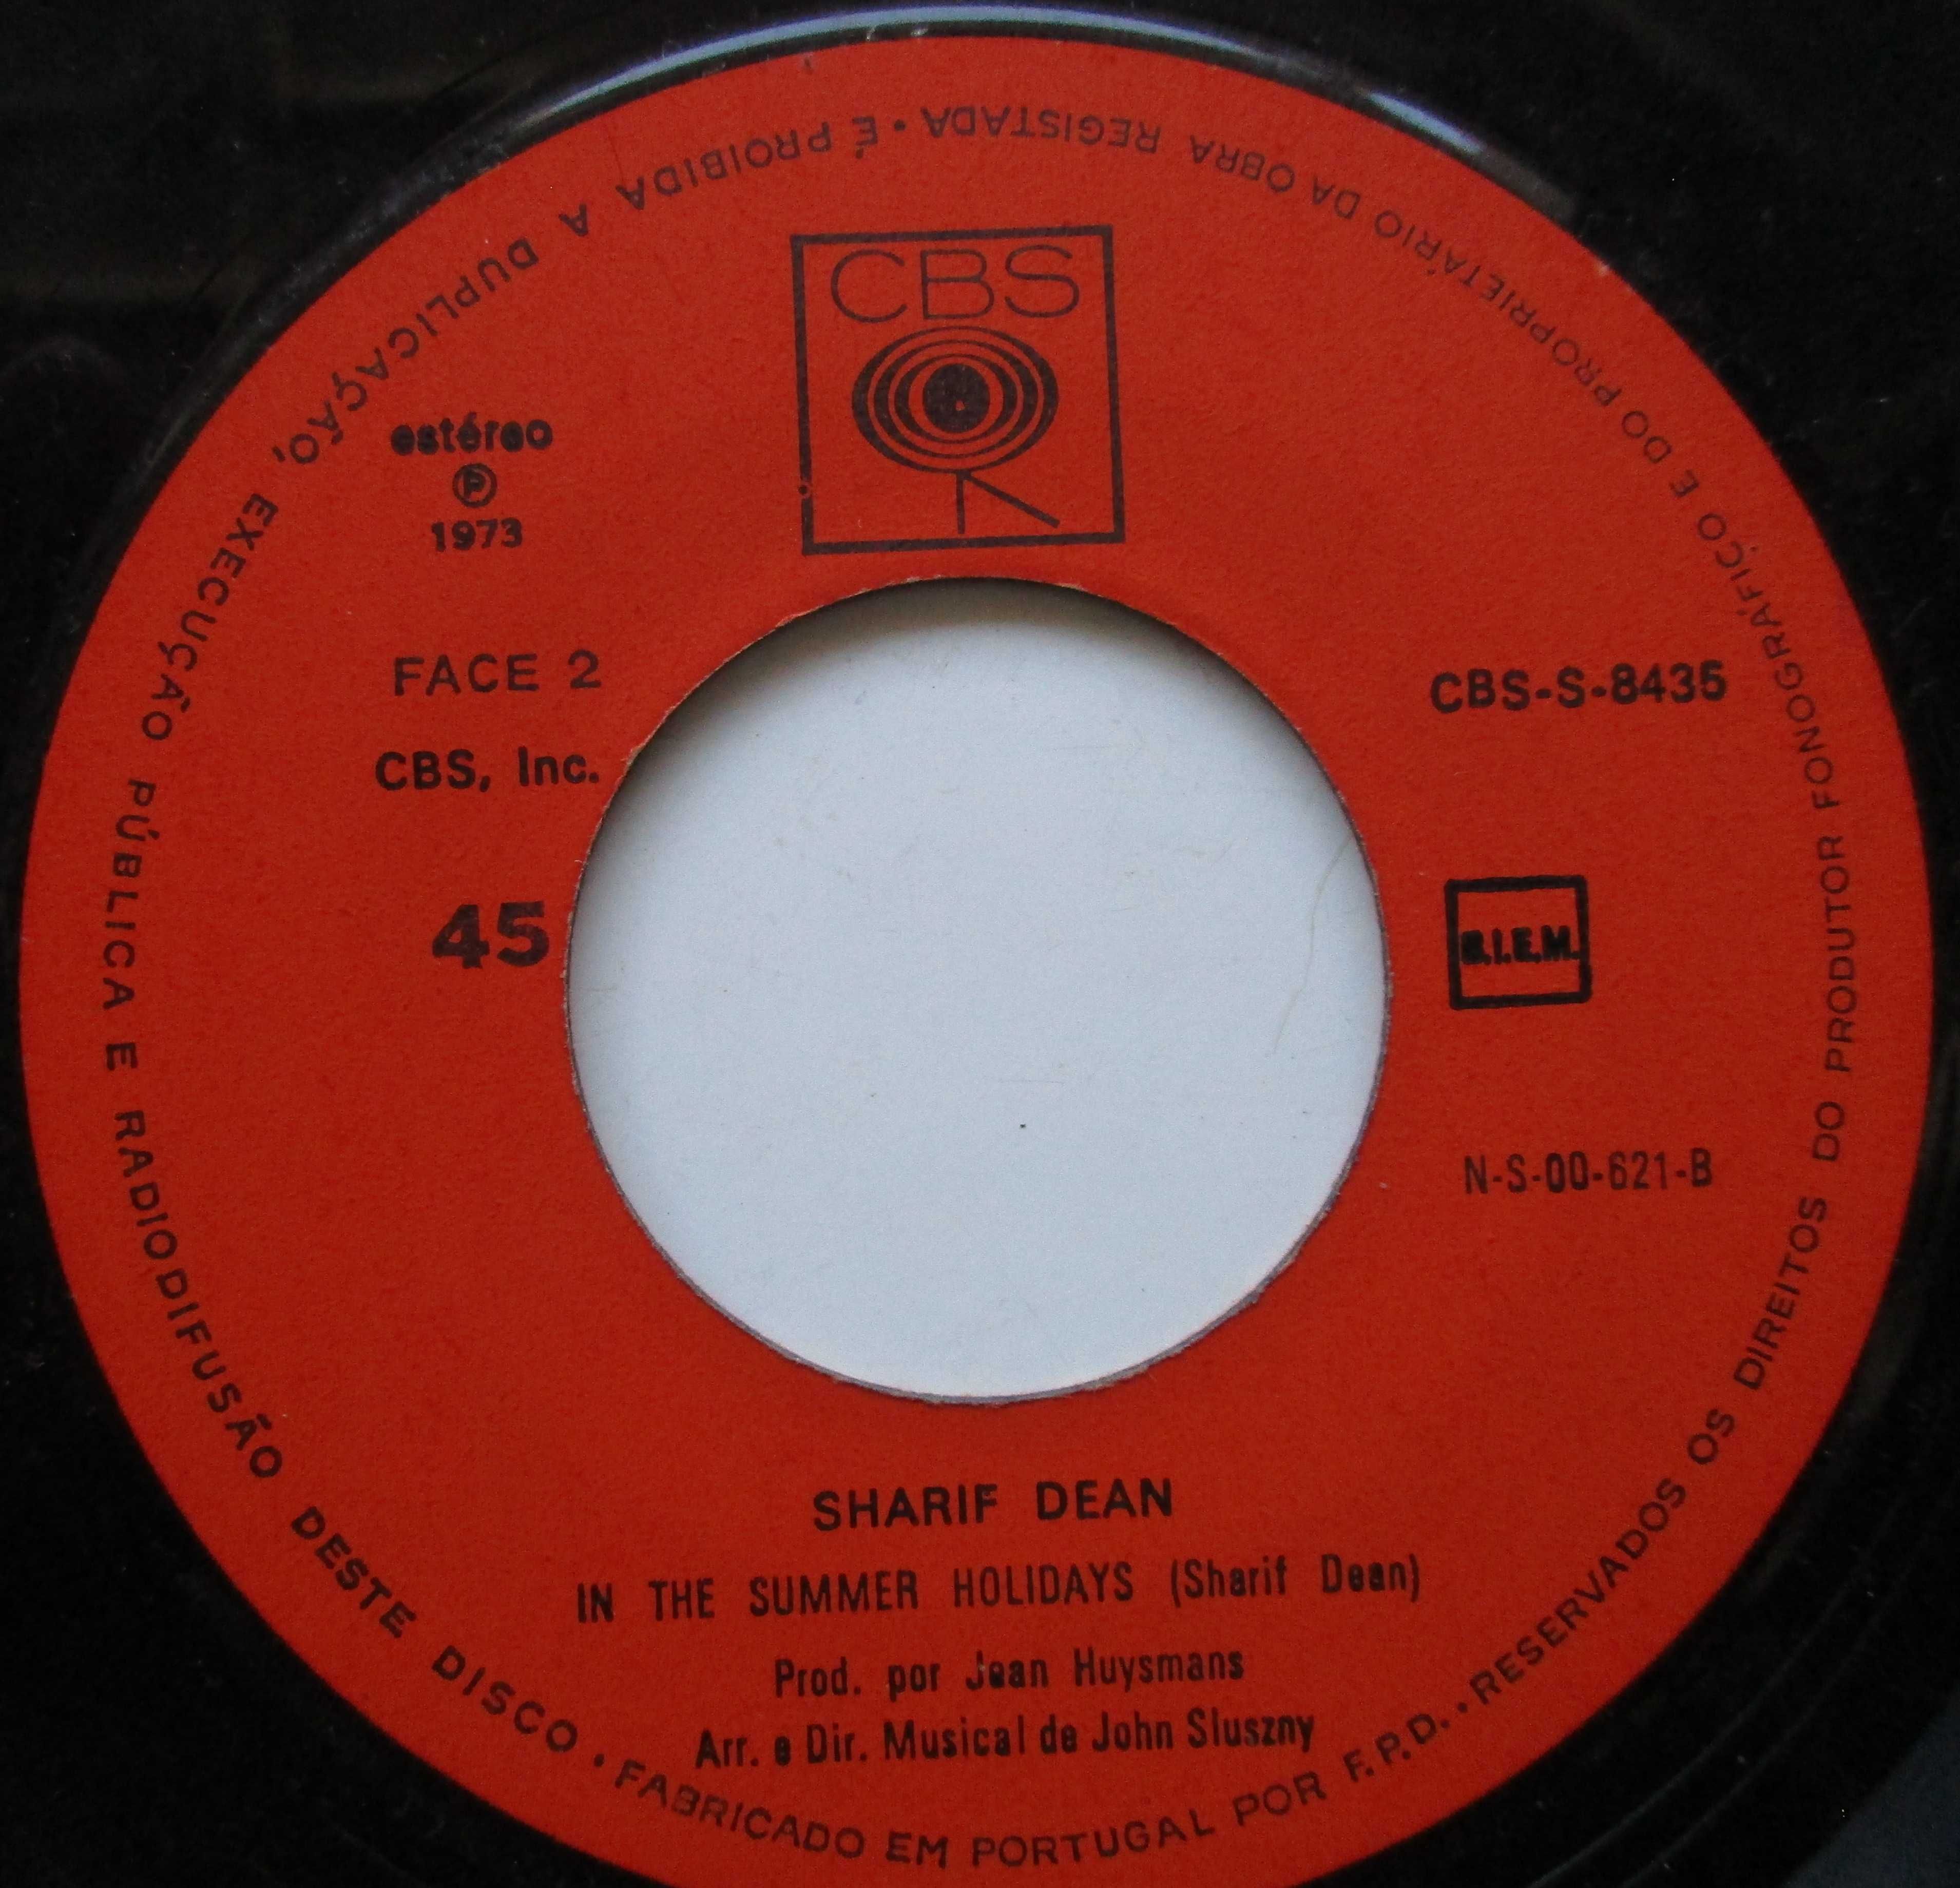 CBS
estéreo
Ⓟ
1973
FACE 2
CBS, Inc.
45
CBS-S-8435
B.I.E.M.
N-S-00-621-B
SHARIF DEAN
IN THE SUMMER HOLIDAYS (Sharif Dean)
Prod. por Jean Huysmans
Arr. e Dir. Musical de John Sluszny
FABRICADO EM PORTUGAL POR F.P.D. • RESERVADOS OS DIREITOS DO PRODUTOR FONOGRÁFICO E DO PROPRIETÁRIO DA OBRA REGISTADA • É PROIBIDA A DUPLICAÇÃO, EXECUÇÃO PÚBLICA E RADIODIFUSÃO DESTE DISCO •